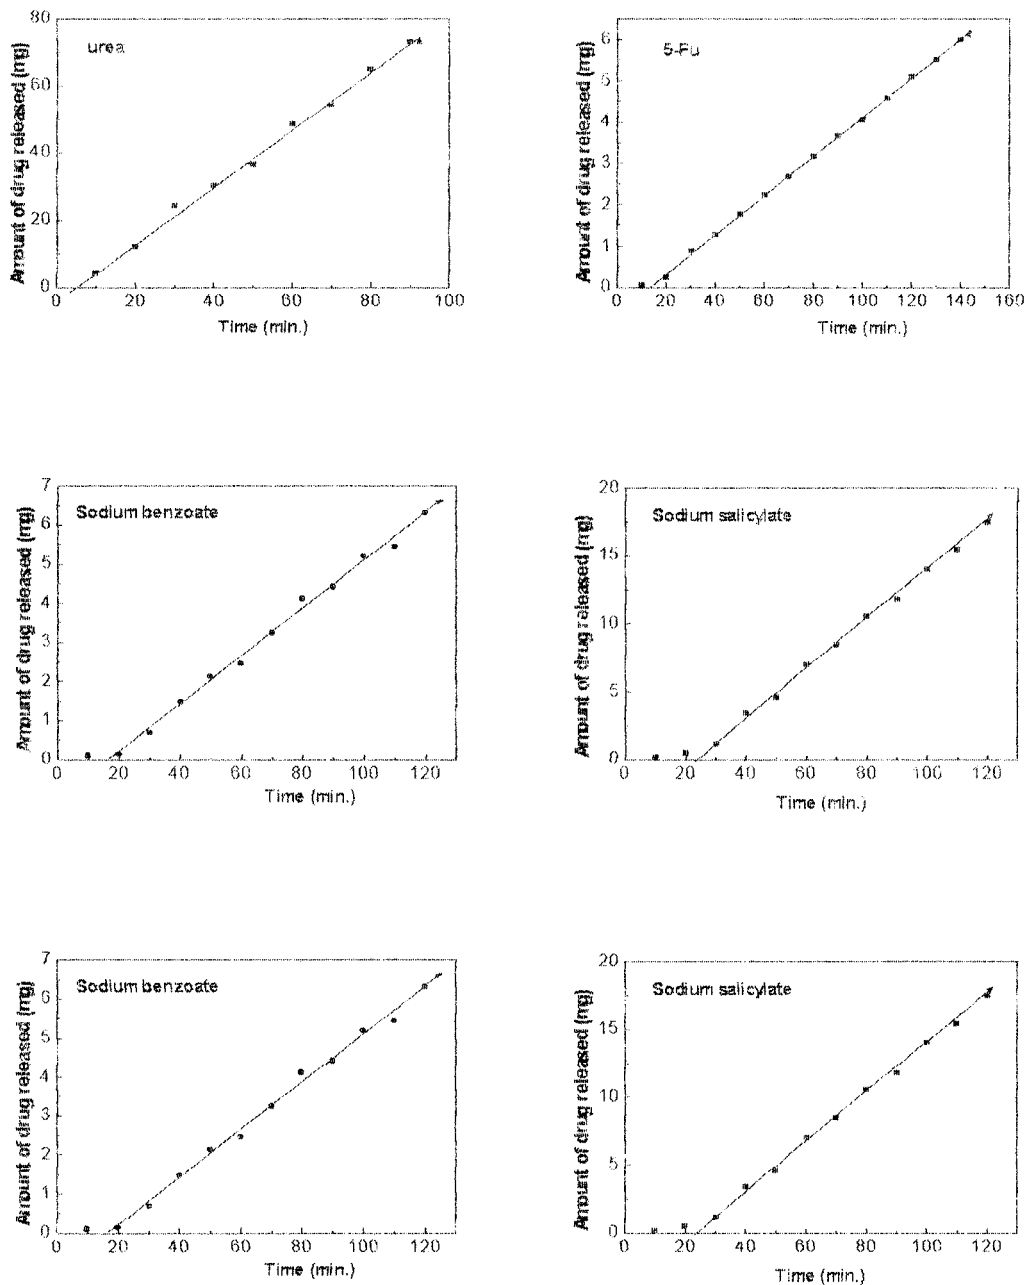 80
60
40
20
0
Amount of drug released (mg)
urea
0 20 40 60 80 100
Time (min.)
6
5
4
3
2
1
0
Amount of drug released (mg)
5-Fu
0 20 40 60 80 100 120 140 160
Time (min.)
7
6
5
4
3
2
1
0
Amount of drug released (mg)
Sodium benzoate
0 20 40 60 80 100 120
Time (min.)
20
15
10
5
0
Amount of drug released (mg)
Sodium salicylate
0 20 40 60 80 100 120
Time (min.)
7
6
5
4
3
2
1
0
Amount of drug released (mg)
Sodium benzoate
0 20 40 60 80 100 120
Time (min.)
20
15
10
5
0
Amount of drug released (mg)
Sodium salicylate
0 20 40 60 80 100 120
Time (min.)